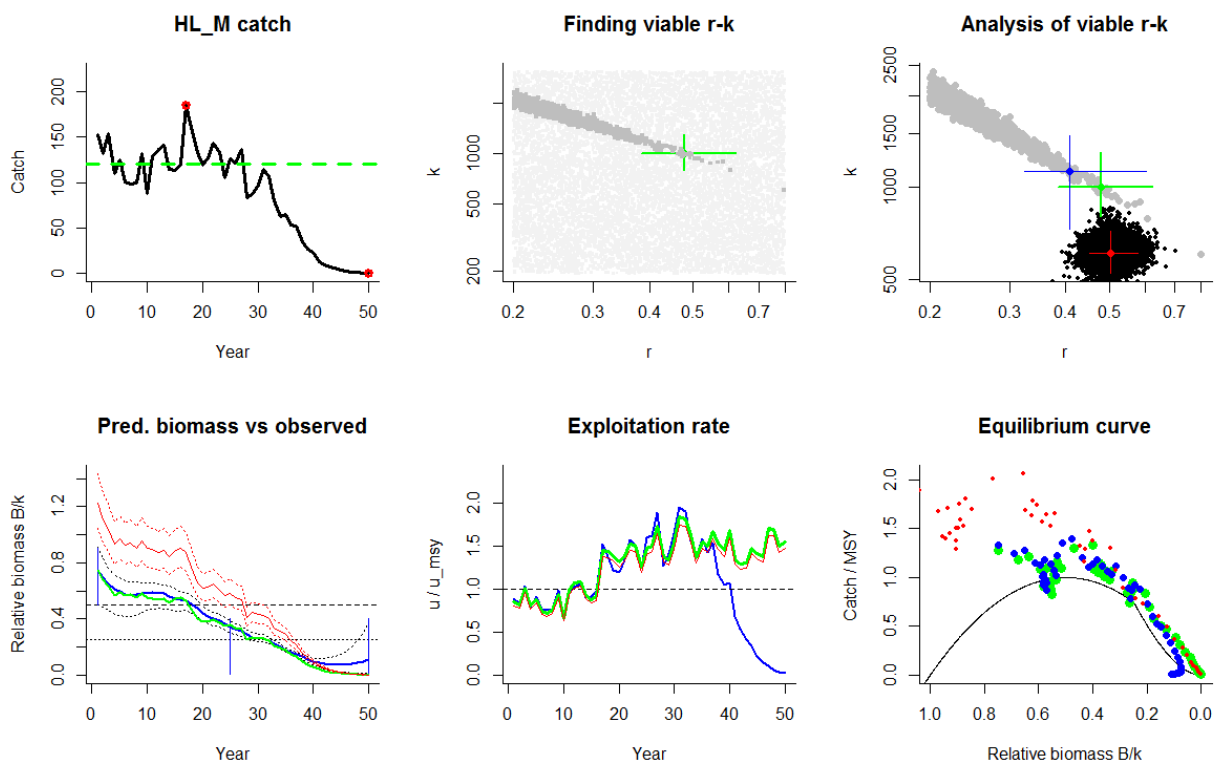 HL_M catch
Catch
200
150
100
50
0
0 10 20 30 40 50
Year
Finding viable r-k
k
1000
500
200
0.2 0.3 0.4 0.5 0.7
r
Analysis of viable r-k
k
2500
1500
1000
500
0.2 0.3 0.4 0.5 0.7
r
Pred. biomass vs observed
Relative biomass B/k
1.2
0.8
0.4
0.0
0 10 20 30 40 50
Year
Exploitation rate
u / u_msy
2.0
1.5
1.0
0.5
0.0
0 10 20 30 40 50
Year
Equilibrium curve
Catch / MSY
2.0
1.5
1.0
0.5
0.0
1.0 0.8 0.6 0.4 0.2 0.0
Relative biomass B/k